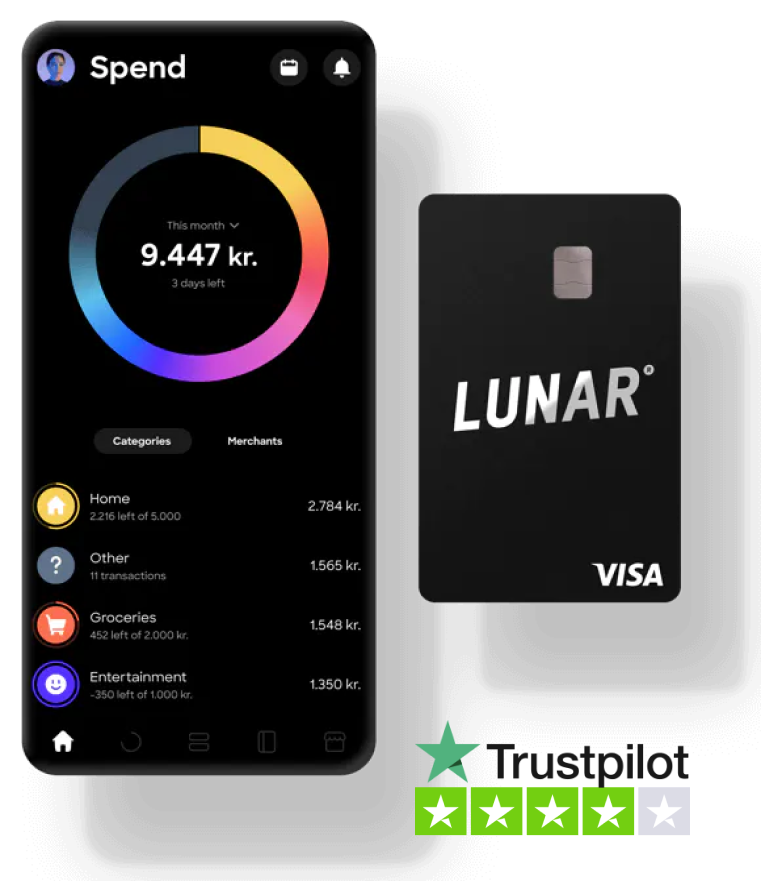 Spend
This month
9.447 kr.
3 days left
Categories
Merchants
Home
2.784 kr.
2.216 left of 5.000
Other
1.565 kr.
11 transactions
?
Groceries
1.548 kr.
452 left of 2.000 kr.
Entertainment
1.350 kr.
-350 left of 1.000 kr.
LUNAR®
VISA
Trustpilot